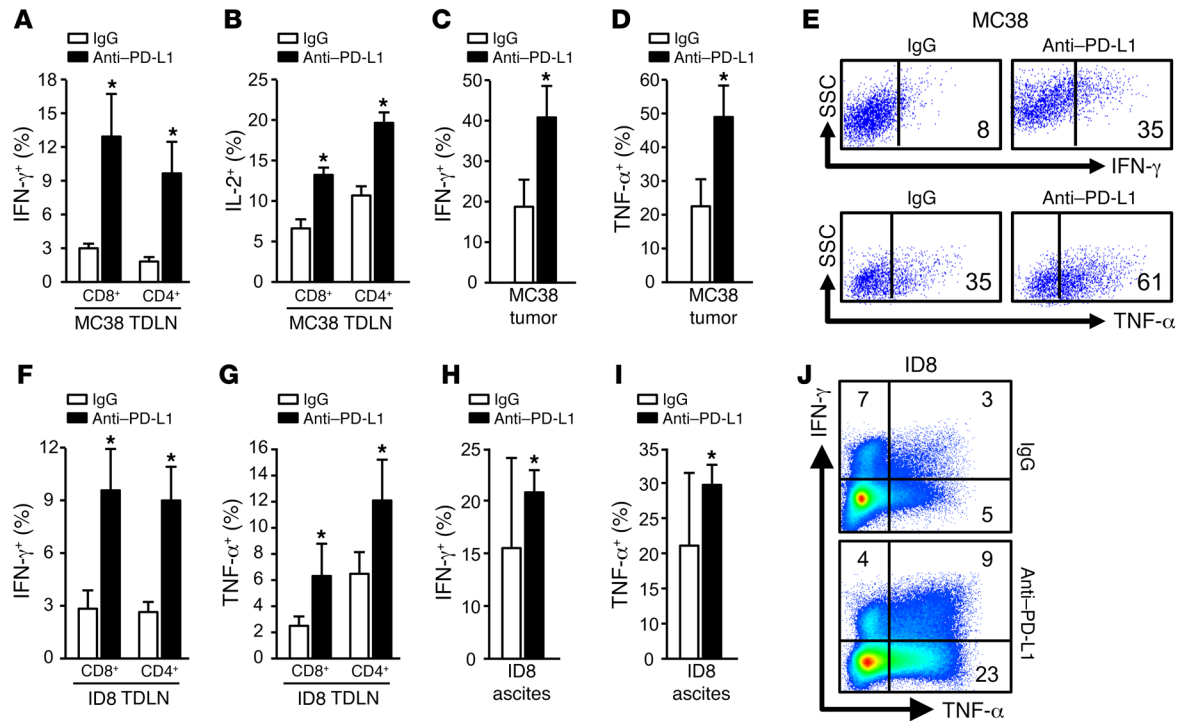 A
IgG
Anti–PD-L1
IFN-γ⁺ (%)
18
15
12
9
6
3
0
*
*
CD8⁺ CD4⁺
MC38 TDLN
B
IgG
Anti–PD-L1
IL-2⁺ (%)
25
20
15
10
5
0
*
*
CD8⁺ CD4⁺
MC38 TDLN
C
IgG
Anti–PD-L1
IFN-γ⁺ (%)
50
40
30
20
10
0
*
MC38
tumor
D
IgG
Anti–PD-L1
TNF-α⁺ (%)
60
50
40
30
20
10
0
*
MC38
tumor
E
MC38
IgG
Anti–PD-L1
SSC
8
35
IFN-γ
IgG
Anti–PD-L1
SSC
35
61
TNF-α
F
IgG
Anti–PD-L1
IFN-γ⁺ (%)
12
9
6
3
0
*
*
CD8⁺ CD4⁺
ID8 TDLN
G
IgG
Anti–PD-L1
TNF-α⁺ (%)
16
14
12
10
8
6
4
2
0
*
*
CD8⁺ CD4⁺
ID8 TDLN
H
IgG
Anti–PD-L1
IFN-γ⁺ (%)
25
20
15
10
0
*
ID8
ascites
I
IgG
Anti–PD-L1
TNF-α⁺ (%)
35
30
25
20
15
10
0
*
ID8
ascites
J
ID8
IFN-γ
7 3
5
IgG
4 9
23
Anti–PD-L1
TNF-α